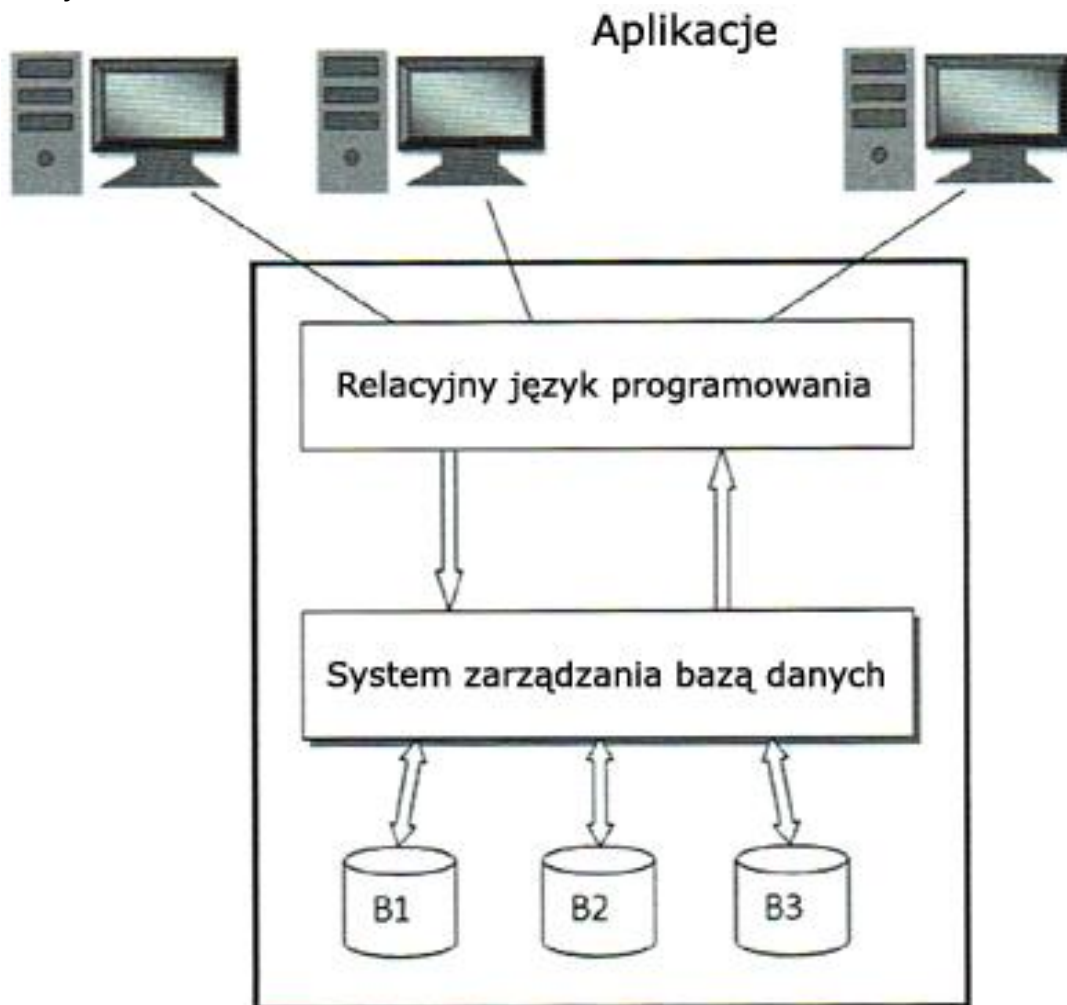 Aplikacje
Relacyjny język programowania
System zarządzania bazą danych
B1
B2
B3